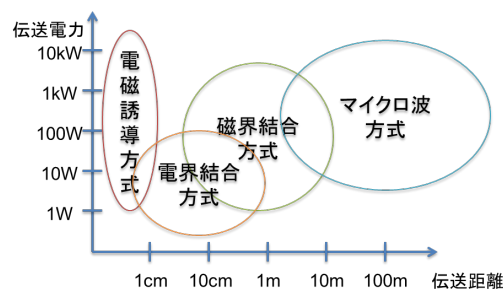 伝送電力
10kW
1kW
100W
10W
1W
電磁誘導方式
磁界結合
方式
電界結合
方式
マイクロ波
方式
1cm
10cm
1m
10m
100m
伝送距離